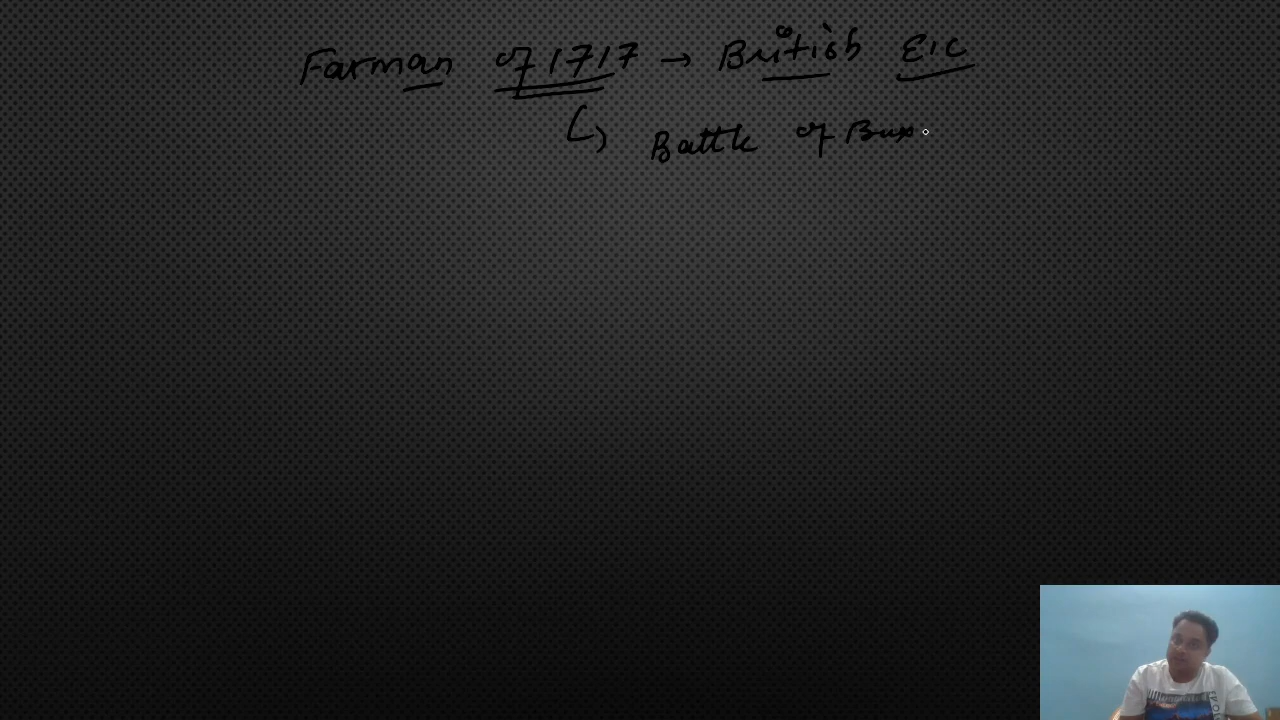 Farman of 1717 → British EIC
↳ Battle of Bux